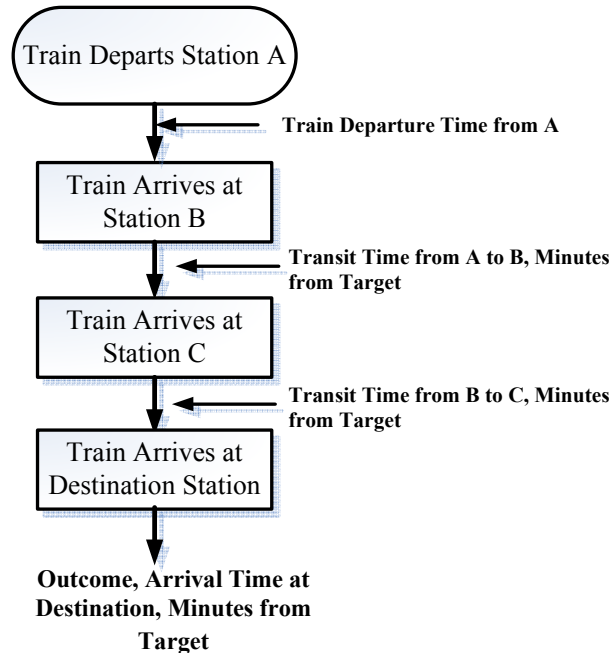 Train Departs Station A
Train Departure Time from A
Train Arrives at
Station B
Transit Time from A to B, Minutes
from Target
Train Arrives at
Station C
Transit Time from B to C, Minutes
from Target
Train Arrives at
Destination Station
Outcome, Arrival Time at
Destination, Minutes from
Target